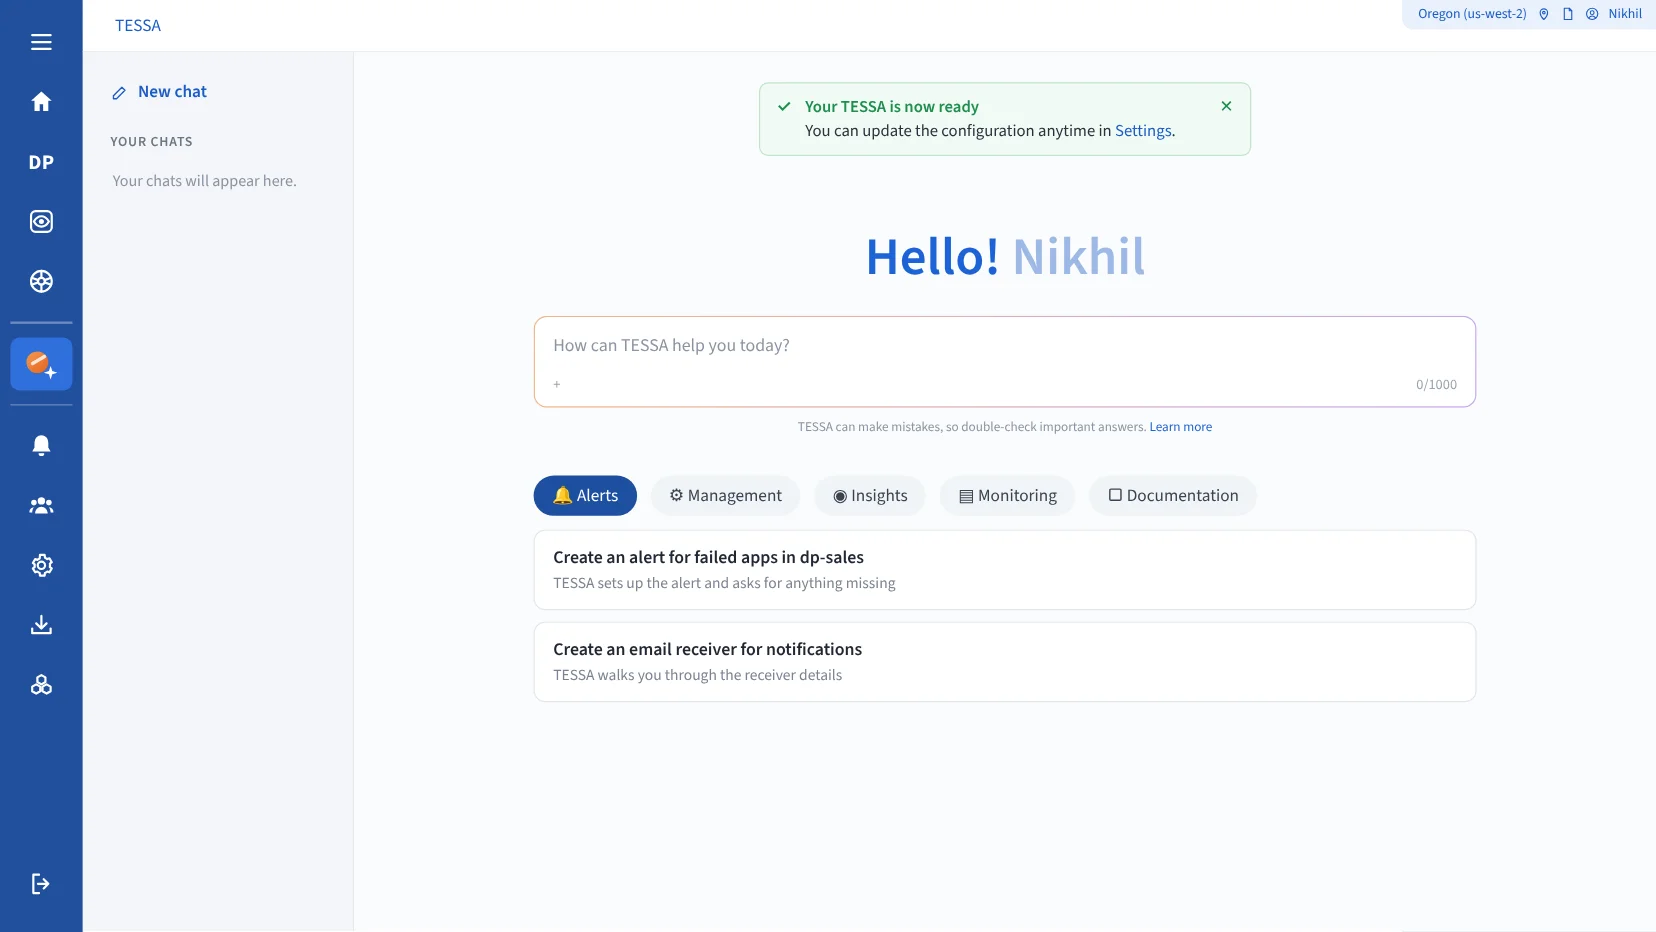 TESSA
Oregon (us-west-2) Nikhil
New chat
YOUR CHATS
Your chats will appear here.
DP
Your TESSA is now ready
You can update the configuration anytime in Settings.
Hello! Nikhil
How can TESSA help you today?
+ 0/1000
TESSA can make mistakes, so double-check important answers. Learn more
Alerts Management Insights Monitoring Documentation
Create an alert for failed apps in dp-sales
TESSA sets up the alert and asks for anything missing
Create an email receiver for notifications
TESSA walks you through the receiver details